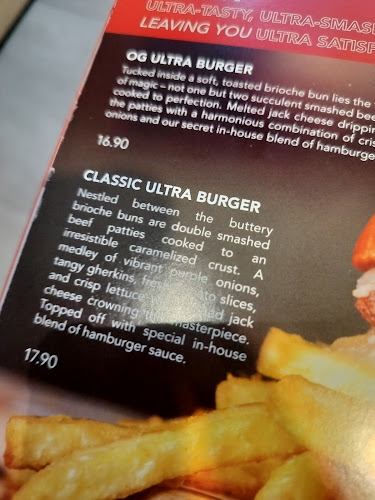 ULTRA-TASTY, ULTRA-SMASH
LEAVING YOU ULTRA SATISF
OG ULTRA BURGER
Tucked inside a soft, toasted brioche bun lies the
of magic – not one but two succulent smashed bee
cooked to perfection. Melted jack cheese drippin
the patties with a harmonious combination of cris
onions and our secret in-house blend of hamburge
16.90
CLASSIC ULTRA BURGER
Nestled between the buttery
brioche buns are double smashed
beef patties cooked to an
irresistible caramelized crust. A
medley of vibrant purple onions,
tangy gherkins, slices,
and crisp lettuce jack
cheese crowning masterpiece.
Topped off with special in-house
blend of hamburger sauce.
17.90